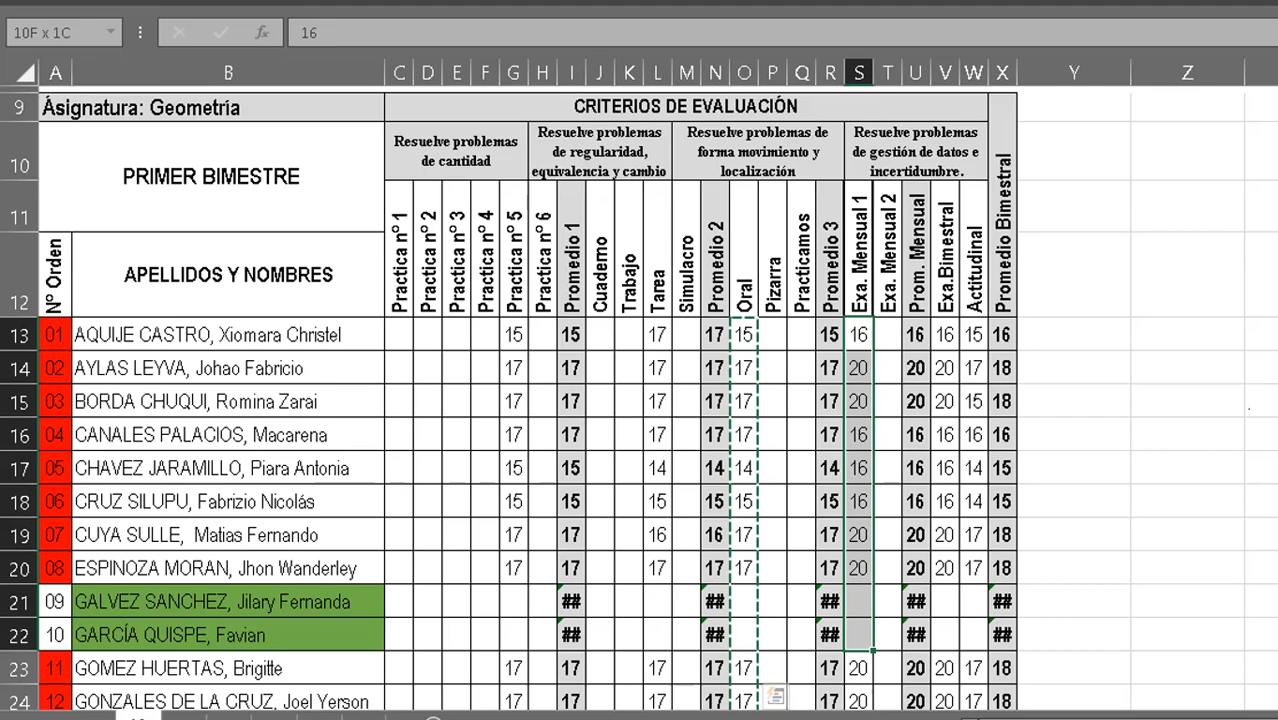 10F x 1C fx 16
A B C D E F G H I J K L M N O P Q R S T U V W X Y Z
9 Ásignatura: Geometría CRITERIOS DE EVALUACIÓN
10 PRIMER BIMESTRE
Resuelve problemas
de cantidad
Resuelve problemas
de regularidad,
equivalencia y cambio
Resuelve problemas de
forma movimiento y
localización
Resuelve problemas
de gestión de datos e
incertidumbre.
Promedio Bimestral
11
12 Nº Orden APELLIDOS Y NOMBRES
Practica nº 1
Practica nº 2
Practica nº 3
Practica nº 4
Practica nº 5
Practica nº 6
Promedio 1
Cuaderno
Trabajo
Tarea
Simulacro
Promedio 2
Oral
Pizarra
Practicamos
Promedio 3
Exa. Mensual 1
Exa. Mensual 2
Prom. Mensual
Exa.Bimestral
Actitudinal
13 01 AQUIJE CASTRO, Xiomara Christel 15 15 17 17 15 15 16 16 16 15 16
14 02 AYLAS LEYVA, Johao Fabricio 17 17 17 17 17 17 20 20 20 17 18
15 03 BORDA CHUQUI, Romina Zarai 17 17 17 17 17 17 20 20 20 15 18
16 04 CANALES PALACIOS, Macarena 17 17 17 17 17 17 16 16 16 16 16
17 05 CHAVEZ JARAMILLO, Piara Antonia 15 15 14 14 14 14 16 16 16 14 15
18 06 CRUZ SILUPU, Fabrizio Nicolás 15 15 15 15 15 15 16 16 16 14 15
19 07 CUYA SULLE, Matias Fernando 17 17 16 16 17 17 20 20 20 17 18
20 08 ESPINOZA MORAN, Jhon Wanderley 17 17 17 17 17 17 20 20 20 17 18
21 09 GALVEZ SANCHEZ, Jilary Fernanda ## ## ## ## ##
22 10 GARCÍA QUISPE, Favian ## ## ## ## ##
23 11 GOMEZ HUERTAS, Brigitte 17 17 17 17 17 17 20 20 20 17 18
24 12 GONZALES DE LA CRUZ, Joel Yerson 17 17 17 17 17 17 20 20 20 17 18